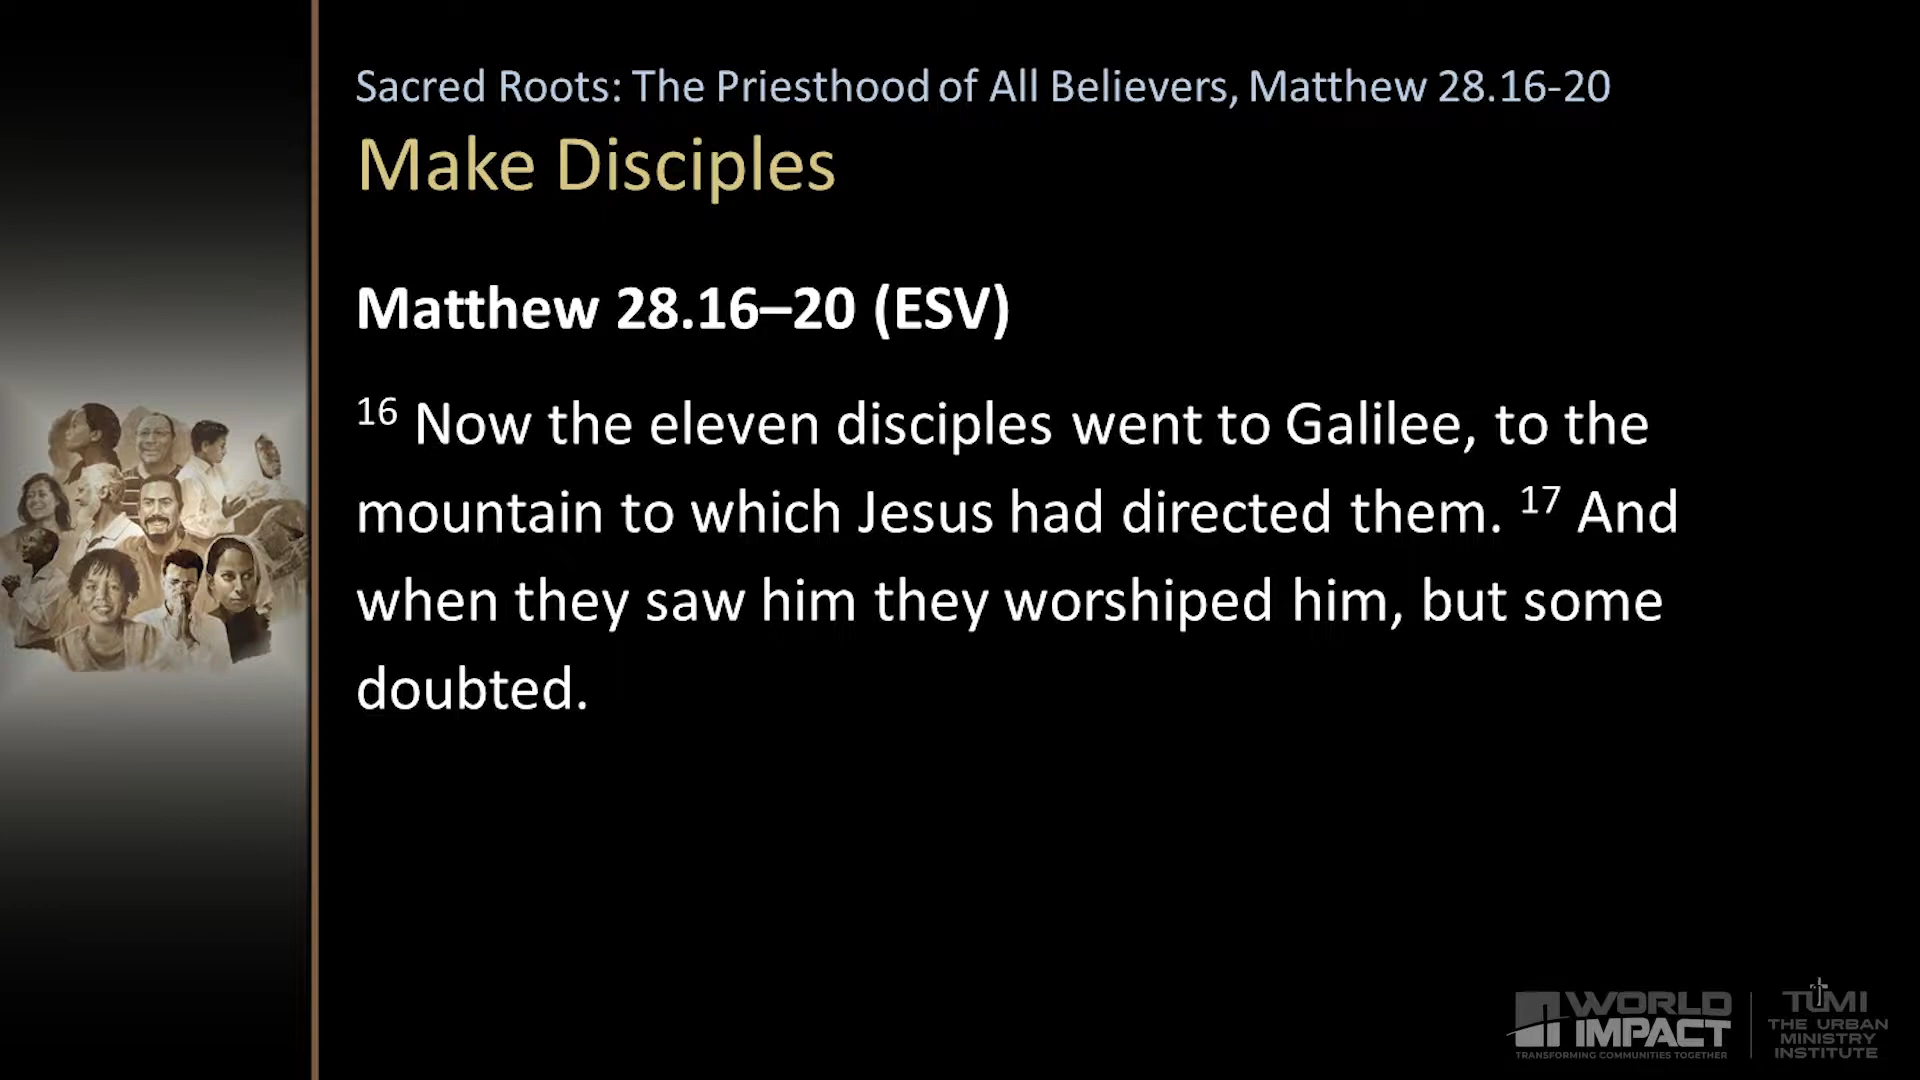 Sacred Roots: The Priesthood of All Believers, Matthew 28.16-20
Make Disciples
Matthew 28.16–20 (ESV)
16 Now the eleven disciples went to Galilee, to the
mountain to which Jesus had directed them. 17 And
when they saw him they worshiped him, but some
doubted.
WORLD
IMPACT
TRANSFORMING COMMUNITIES TOGETHER
TUMI
THE URBAN
MINISTRY
INSTITUTE